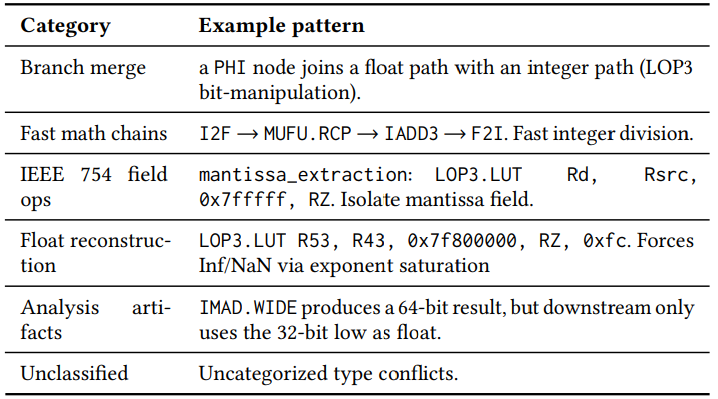 Category Example pattern
Branch merge a PHI node joins a float path with an integer path (LOP3
bit-manipulation).
Fast math chains I2F → MUFU.RCP → IADD3 → F2I. Fast integer division.
IEEE 754 field mantissa_extraction: LOP3.LUT Rd, Rsrc,
ops 0x7fffff, RZ. Isolate mantissa field.
Float reconstruc- LOP3.LUT R53, R43, 0x7f800000, RZ, 0xfc. Forces
tion Inf/NaN via exponent saturation
Analysis arti- IMAD.WIDE produces a 64-bit result, but downstream only
facts uses the 32-bit low as float.
Unclassified Uncategorized type conflicts.